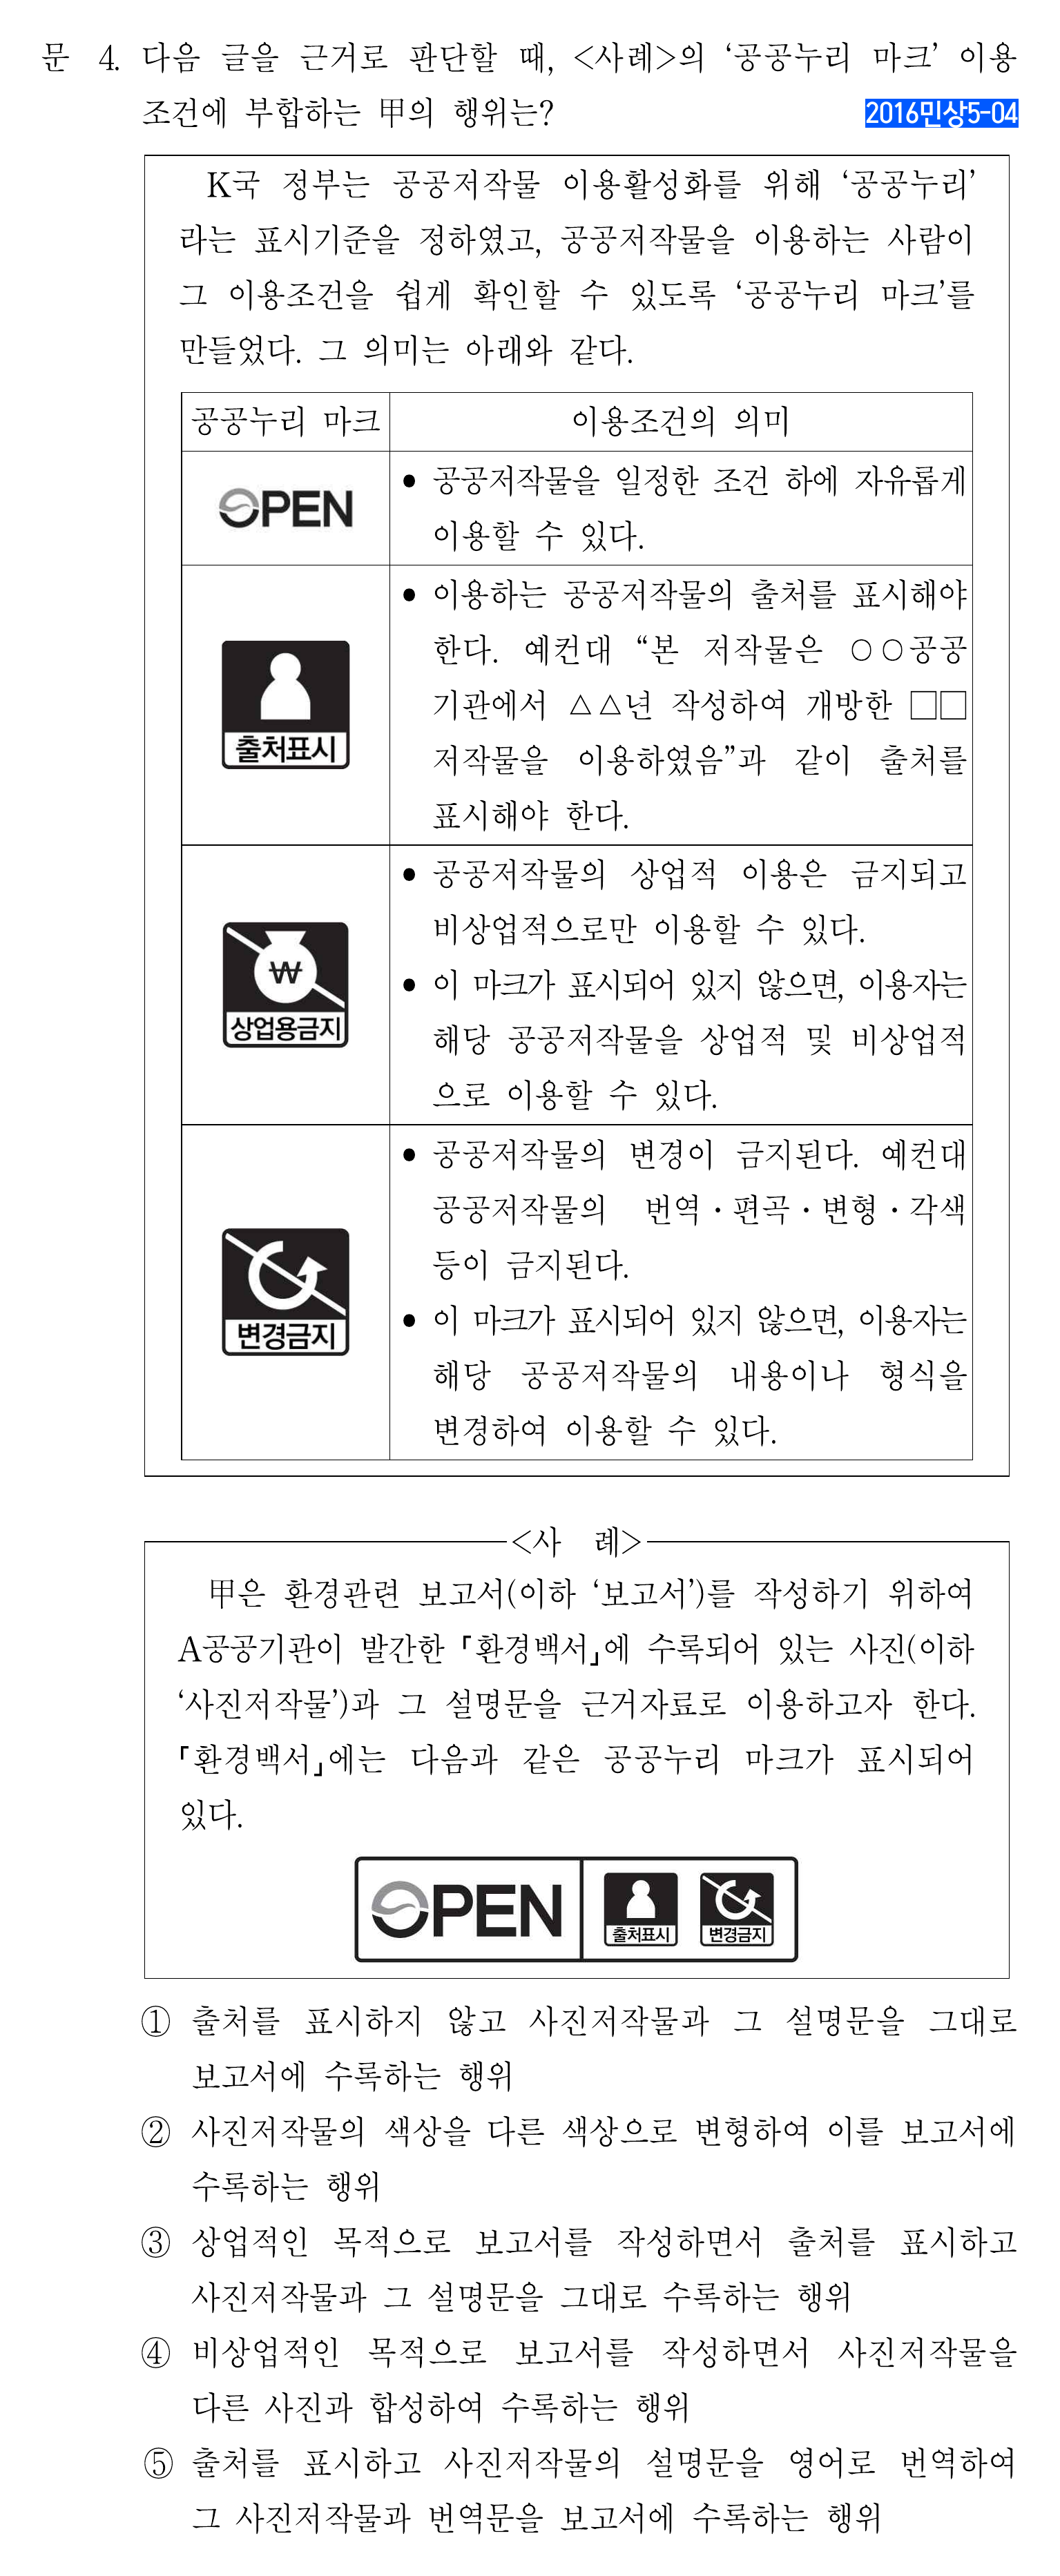 문 4. 다음 글을 근거로 판단할 때, <사례>의 ‘공공누리 마크’ 이용
조건에 부합하는 甲의 행위는?
2016민상5-04
K국 정부는 공공저작물 이용활성화를 위해 ‘공공누리’
라는 표시기준을 정하였고, 공공저작물을 이용하는 사람이
그 이용조건을 쉽게 확인할 수 있도록 ‘공공누리 마크’를
만들었다. 그 의미는 아래와 같다.
공공누리 마크
이용조건의 의미
OPEN
• 공공저작물을 일정한 조건 하에 자유롭게
이용할 수 있다.
출처표시
• 이용하는 공공저작물의 출처를 표시해야
한다. 예컨대 “본 저작물은 ○○공공
기관에서 △△년 작성하여 개방한 □□
저작물을 이용하였음”과 같이 출처를
표시해야 한다.
₩
상업용금지
• 공공저작물의 상업적 이용은 금지되고
비상업적으로만 이용할 수 있다.
• 이 마크가 표시되어 있지 않으면, 이용자는
해당 공공저작물을 상업적 및 비상업적
으로 이용할 수 있다.
변경금지
• 공공저작물의 변경이 금지된다. 예컨대
공공저작물의 번역·편곡·변형·각색
등이 금지된다.
• 이 마크가 표시되어 있지 않으면, 이용자는
해당 공공저작물의 내용이나 형식을
변경하여 이용할 수 있다.
<사 례>
甲은 환경관련 보고서(이하 ‘보고서’)를 작성하기 위하여
A공공기관이 발간한 「환경백서」에 수록되어 있는 사진(이하
‘사진저작물’)과 그 설명문을 근거자료로 이용하고자 한다.
「환경백서」에는 다음과 같은 공공누리 마크가 표시되어
있다.
OPEN 출처표시 변경금지
① 출처를 표시하지 않고 사진저작물과 그 설명문을 그대로
보고서에 수록하는 행위
② 사진저작물의 색상을 다른 색상으로 변형하여 이를 보고서에
수록하는 행위
③ 상업적인 목적으로 보고서를 작성하면서 출처를 표시하고
사진저작물과 그 설명문을 그대로 수록하는 행위
④ 비상업적인 목적으로 보고서를 작성하면서 사진저작물을
다른 사진과 합성하여 수록하는 행위
⑤ 출처를 표시하고 사진저작물의 설명문을 영어로 번역하여
그 사진저작물과 번역문을 보고서에 수록하는 행위